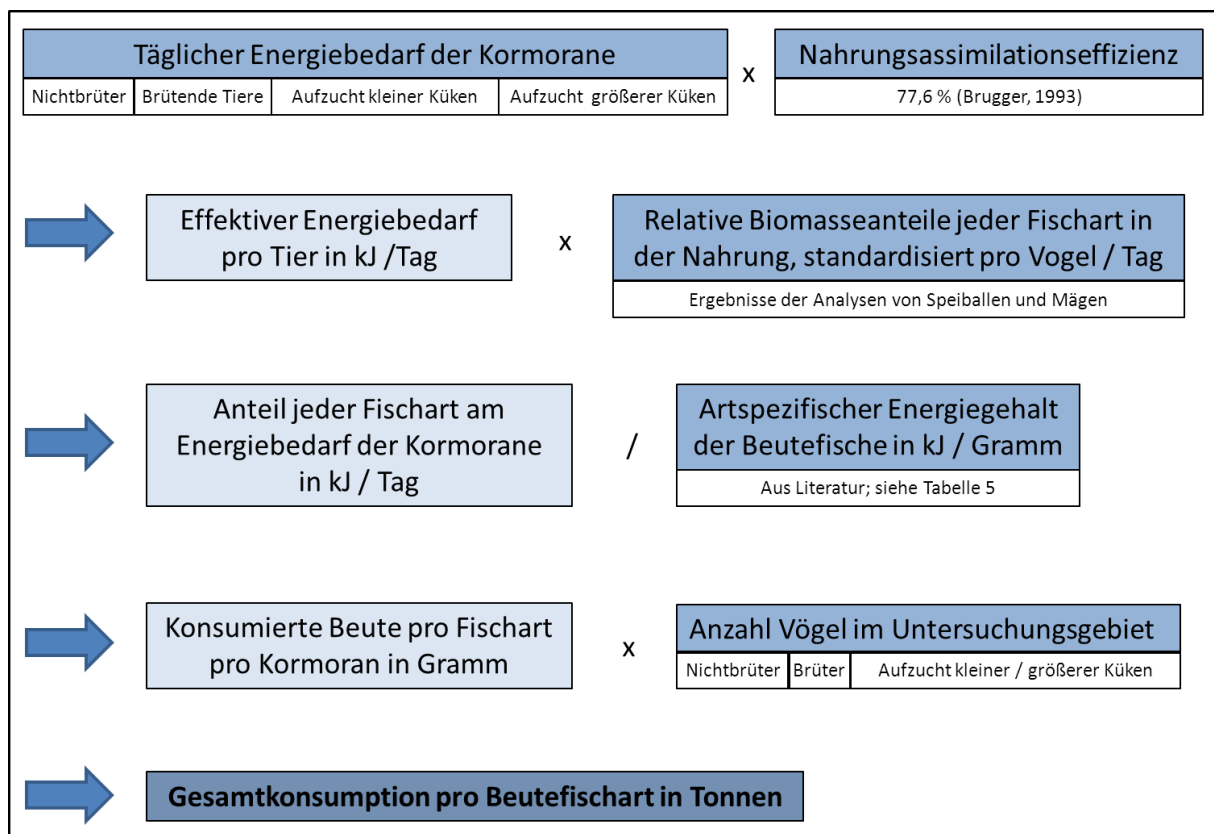 Täglicher Energiebedarf der Kormorane
Nichtbrüter
Brütende Tiere
Aufzucht kleiner Küken
Aufzucht größerer Küken
x
Nahrungsassimilationseffizienz
77,6 % (Brugger, 1993)
Effektiver Energiebedarf
pro Tier in kJ /Tag
x
Relative Biomasseanteile jeder Fischart in
der Nahrung, standardisiert pro Vogel / Tag
Ergebnisse der Analysen von Speiballen und Mägen
Anteil jeder Fischart am
Energiebedarf der Kormorane
in kJ / Tag
/
Artspezifischer Energiegehalt
der Beutefische in kJ / Gramm
Aus Literatur; siehe Tabelle 5
Konsumierte Beute pro Fischart
pro Kormoran in Gramm
x
Anzahl Vögel im Untersuchungsgebiet
Nichtbrüter
Brüter
Aufzucht kleiner / größerer Küken
Gesamtkonsumption pro Beutefischart in Tonnen